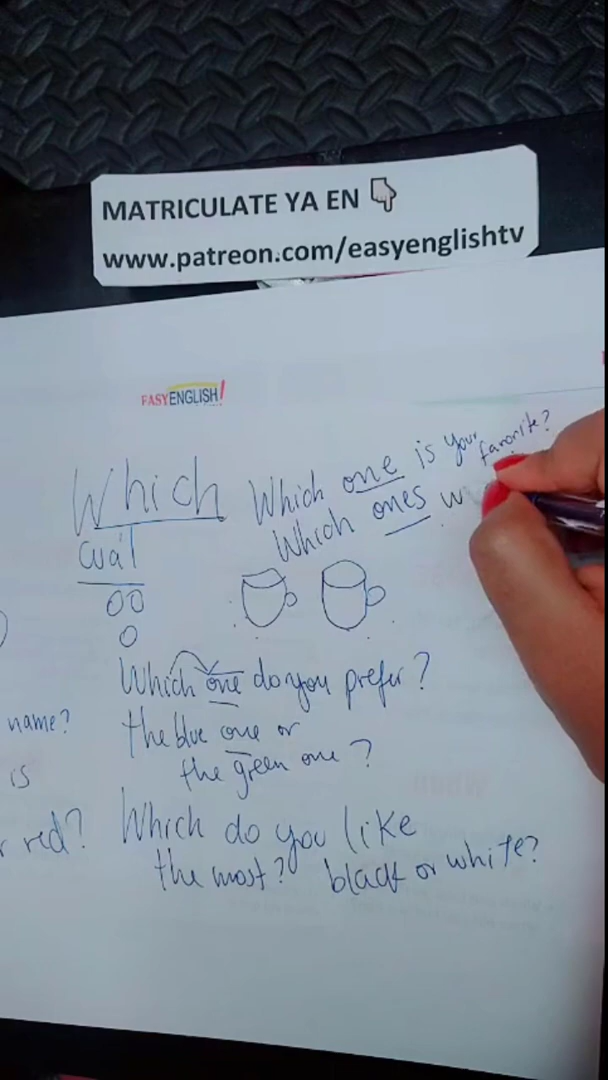 MATRICULATE YA EN
www.patreon.com/easyenglishtv
EASYENGLISH!
Which
Cuál
Which one is your favorite?
Which ones w
Which one do you prefer?
the blue one or
the green one?
Which do you like
the most? black or white?
name?
is
r red?